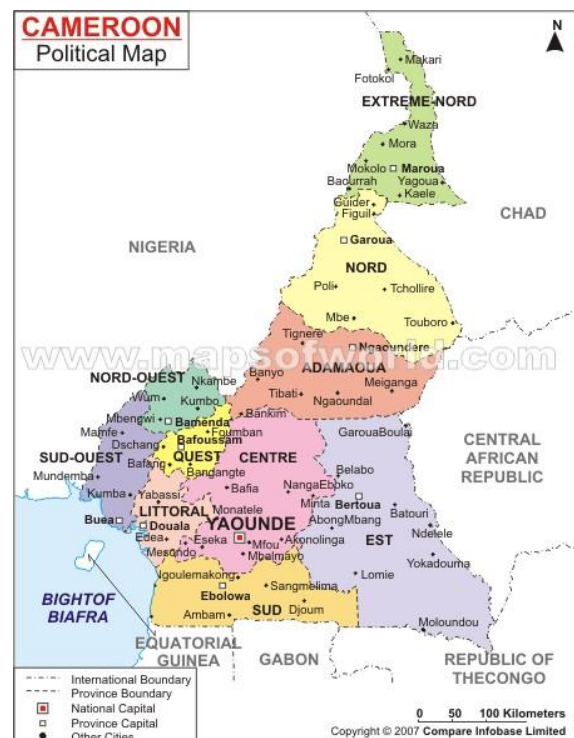 CAMEROON
Political Map
N
Makari
Fotokol
EXTREME-NORD
Waza
Mora
Mokolo
Maroua
Baourrah
Yagoua
Kaele
Guider
Figuil
CHAD
NIGERIA
Garoua
NORD
Poli
Tchollire
Mbe
Touboro
Tignere
Ngaoundere
www.mapsofworld.com
ADAMAOUA
NORD-OUEST
Nkambe
Banyo
Meiganga
Wum
Kumbo
Tibati
Ngaoundal
Mbengwi
Bamenda
Bankim
Mamfe
Foumban
GarouaBoulai
Dschang
Bafoussam
SUD-OUEST
QUEST
CENTRE
CENTRAL
AFRICAN
REPUBLIC
Bafang
Bandangte
Belabo
Mundemba
Kumba
Yabassi
Bafia
NangaEboko
Bertoua
LITTORAL
Monatele
Minta
Batouri
Buea
Douala
YAOUNDE
AbongMbang
Ndelele
Edea
Eseka
Mfou
Akonolinga
EST
Mesondo
Mbalmayo
Yokadouma
Ngoulemakong
Lomie
Sangmelima
Ebolowa
BIGHTOF
BIAFRA
Ambam
SUD
Djoum
Moloundou
EQUATORIAL
GUINEA
GABON
REPUBLIC OF
THECONGO
International Boundary
Province Boundary
National Capital
Province Capital
Other Cities
0 50 100 Kilometers
Copyright © 2007 Compare Infobase Limited